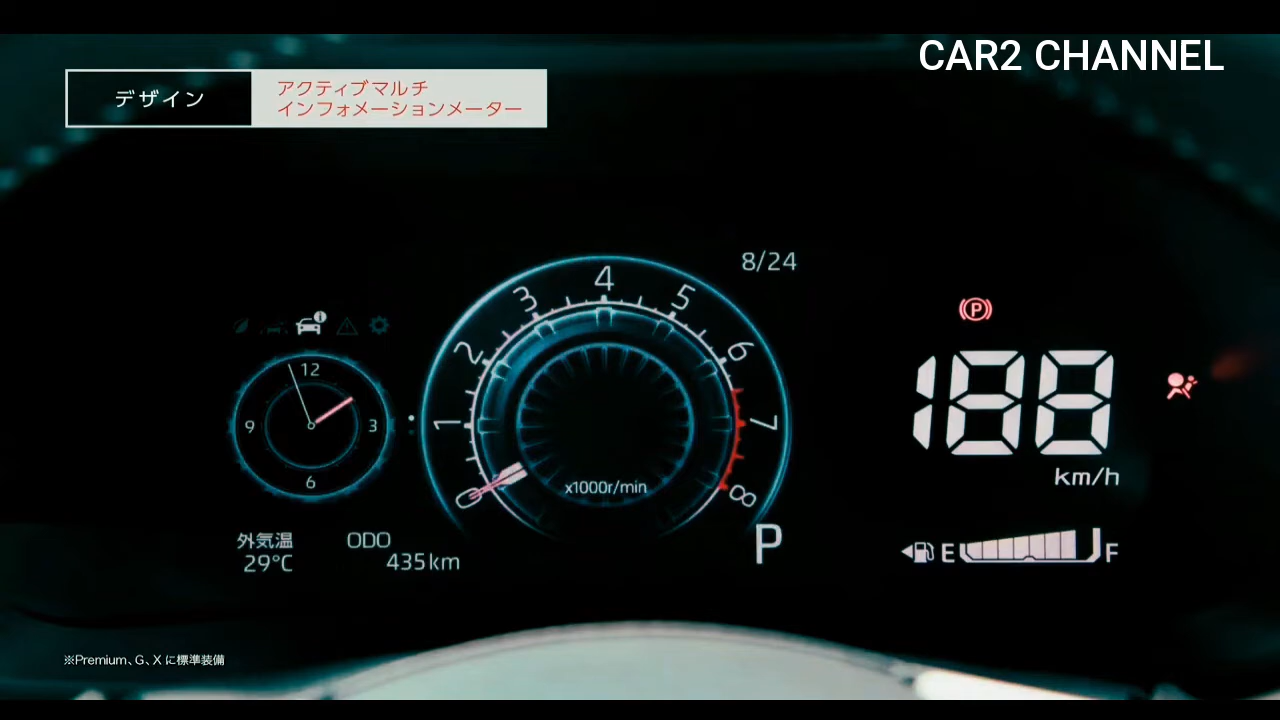 CAR2 CHANNEL
デザイン
アクティブマルチ
インフォメーションメーター
8/24
12
3
6
9
0
1
2
3
4
5
6
7
8
x1000r/min
P
188
km/h
外気温
29℃
ODO
435km
P
E
F
※Premium、G、Xに標準装備